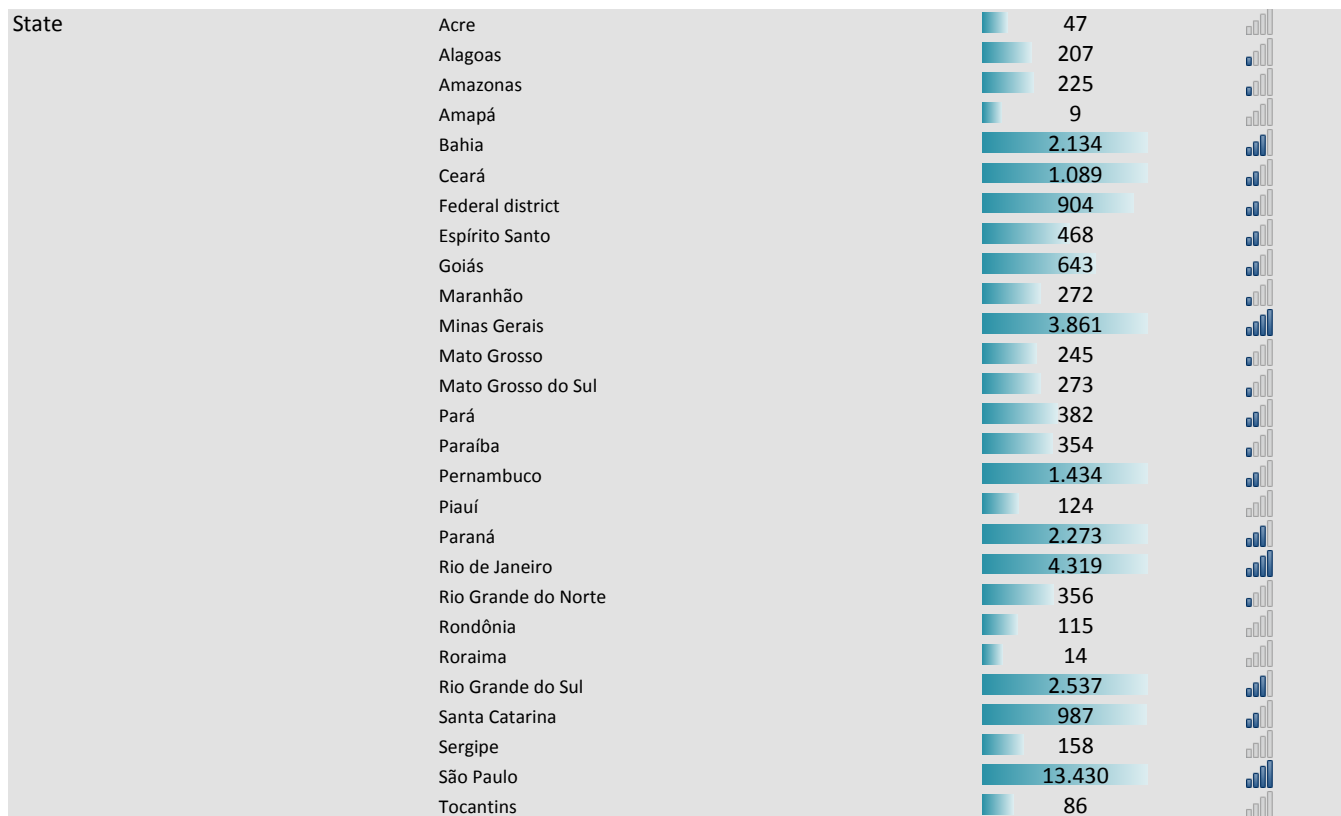 State Acre 47
Alagoas 207
Amazonas 225
Amapá 9
Bahia 2.134
Ceará 1.089
Federal district 904
Espírito Santo 468
Goiás 643
Maranhão 272
Minas Gerais 3.861
Mato Grosso 245
Mato Grosso do Sul 273
Pará 382
Paraíba 354
Pernambuco 1.434
Piauí 124
Paraná 2.273
Rio de Janeiro 4.319
Rio Grande do Norte 356
Rondônia 115
Roraima 14
Rio Grande do Sul 2.537
Santa Catarina 987
Sergipe 158
São Paulo 13.430
Tocantins 86